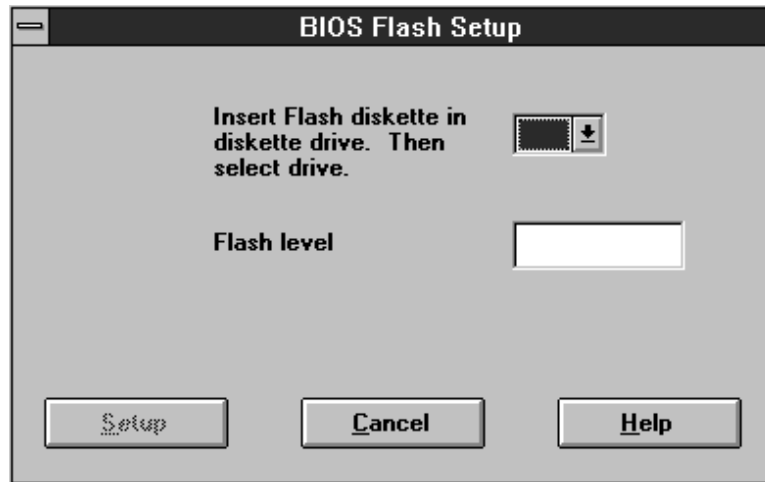 BIOS Flash Setup
Insert Flash diskette in
diskette drive.  Then
select drive.
Flash level
Setup
Cancel
Help